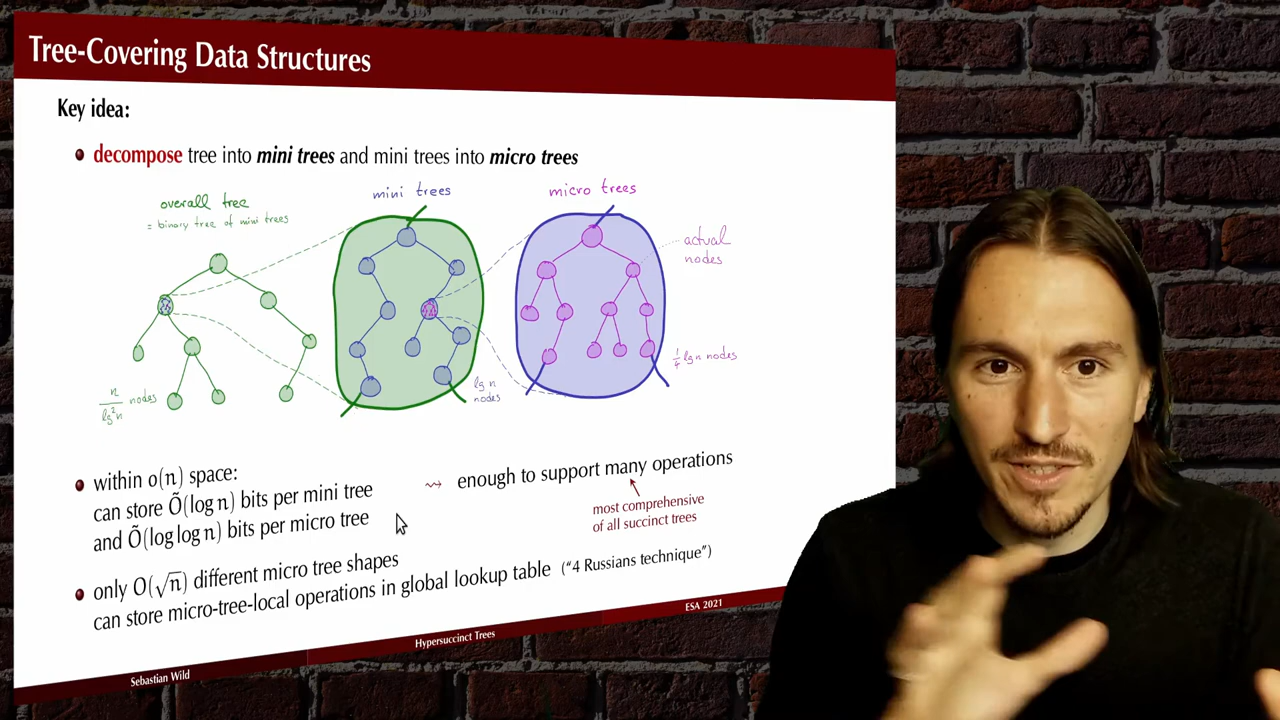 Tree-Covering Data Structures
Key idea:
decompose tree into mini trees and mini trees into micro trees
overall tree
= binary tree of mini trees
mini trees
micro trees
actual
nodes
n
lg²n
nodes
lg n
nodes
1/4 lg n nodes
within o(n) space:
can store Õ(log n) bits per mini tree
and Õ(log log n) bits per micro tree
⇝ enough to support many operations
most comprehensive
of all succinct trees
only O(√n) different micro tree shapes
can store micro-tree-local operations in global lookup table ("4 Russians technique")
Sebastian Wild
Hypersuccinct Trees
ESA 2021